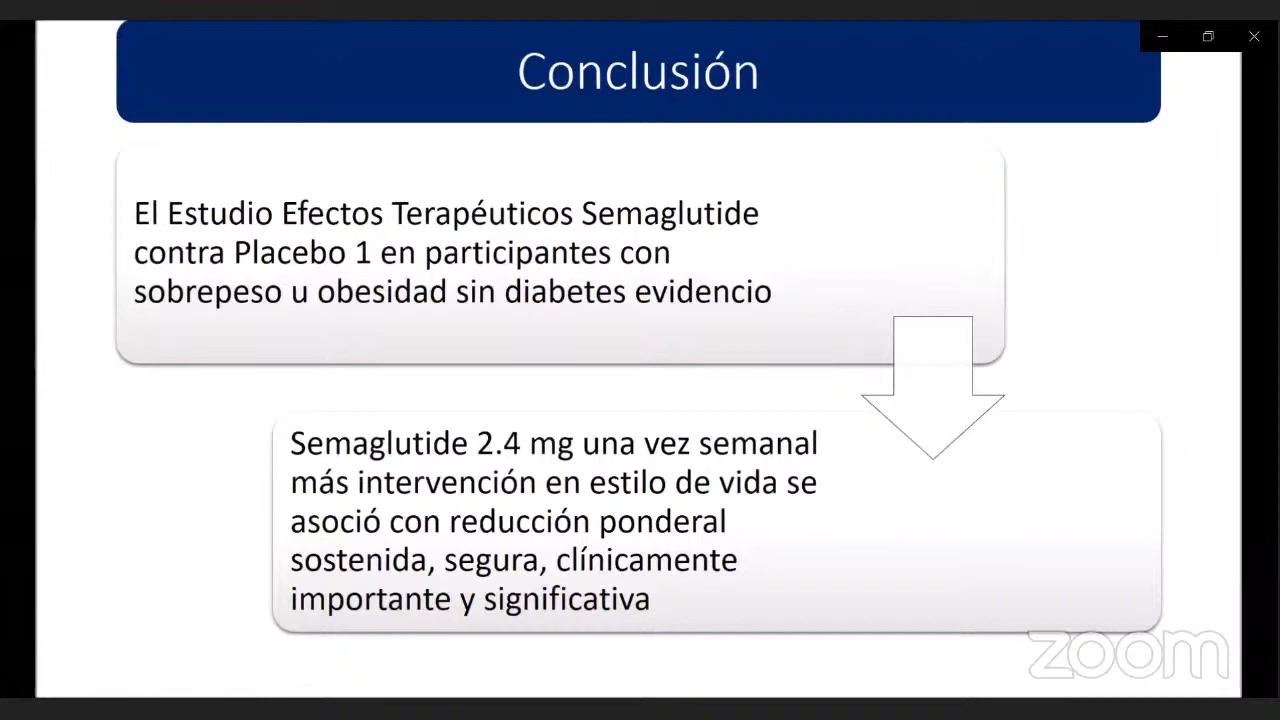 Conclusión
El Estudio Efectos Terapéuticos Semaglutide
contra Placebo 1 en participantes con
sobrepeso u obesidad sin diabetes evidencio
Semaglutide 2.4 mg una vez semanal
más intervención en estilo de vida se
asoció con reducción ponderal
sostenida, segura, clínicamente
importante y significativa
zoom